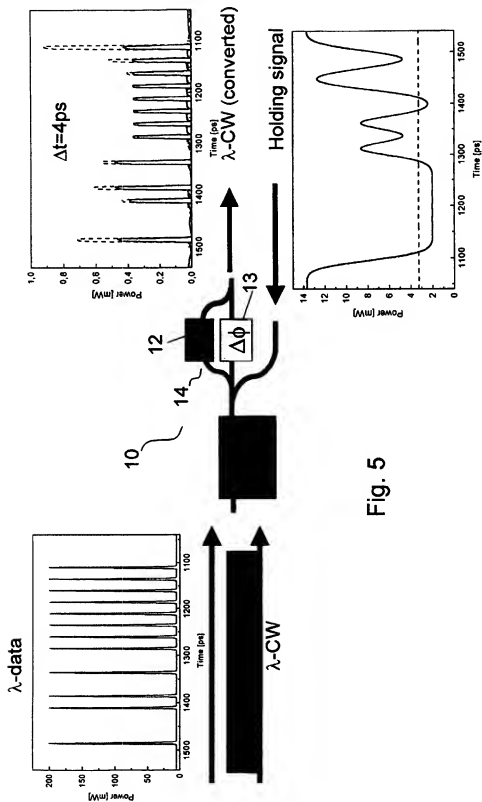 λ-data
Power [mW]
200
150
100
50
0
1500
1400
1300
1200
1100
Time [ps]
λ-CW
10
14
12
Δϕ
13
Δt=4ps
Power [mW]
1,0
0,8
0,6
0,4
0,2
0,0
1500
1400
1300
1200
1100
Time [ps]
λ-CW (converted)
Holding signal
Power [mW]
14
12
10
8
6
4
2
0
1100
1200
1300
1400
1500
Time [ps]
Fig. 5